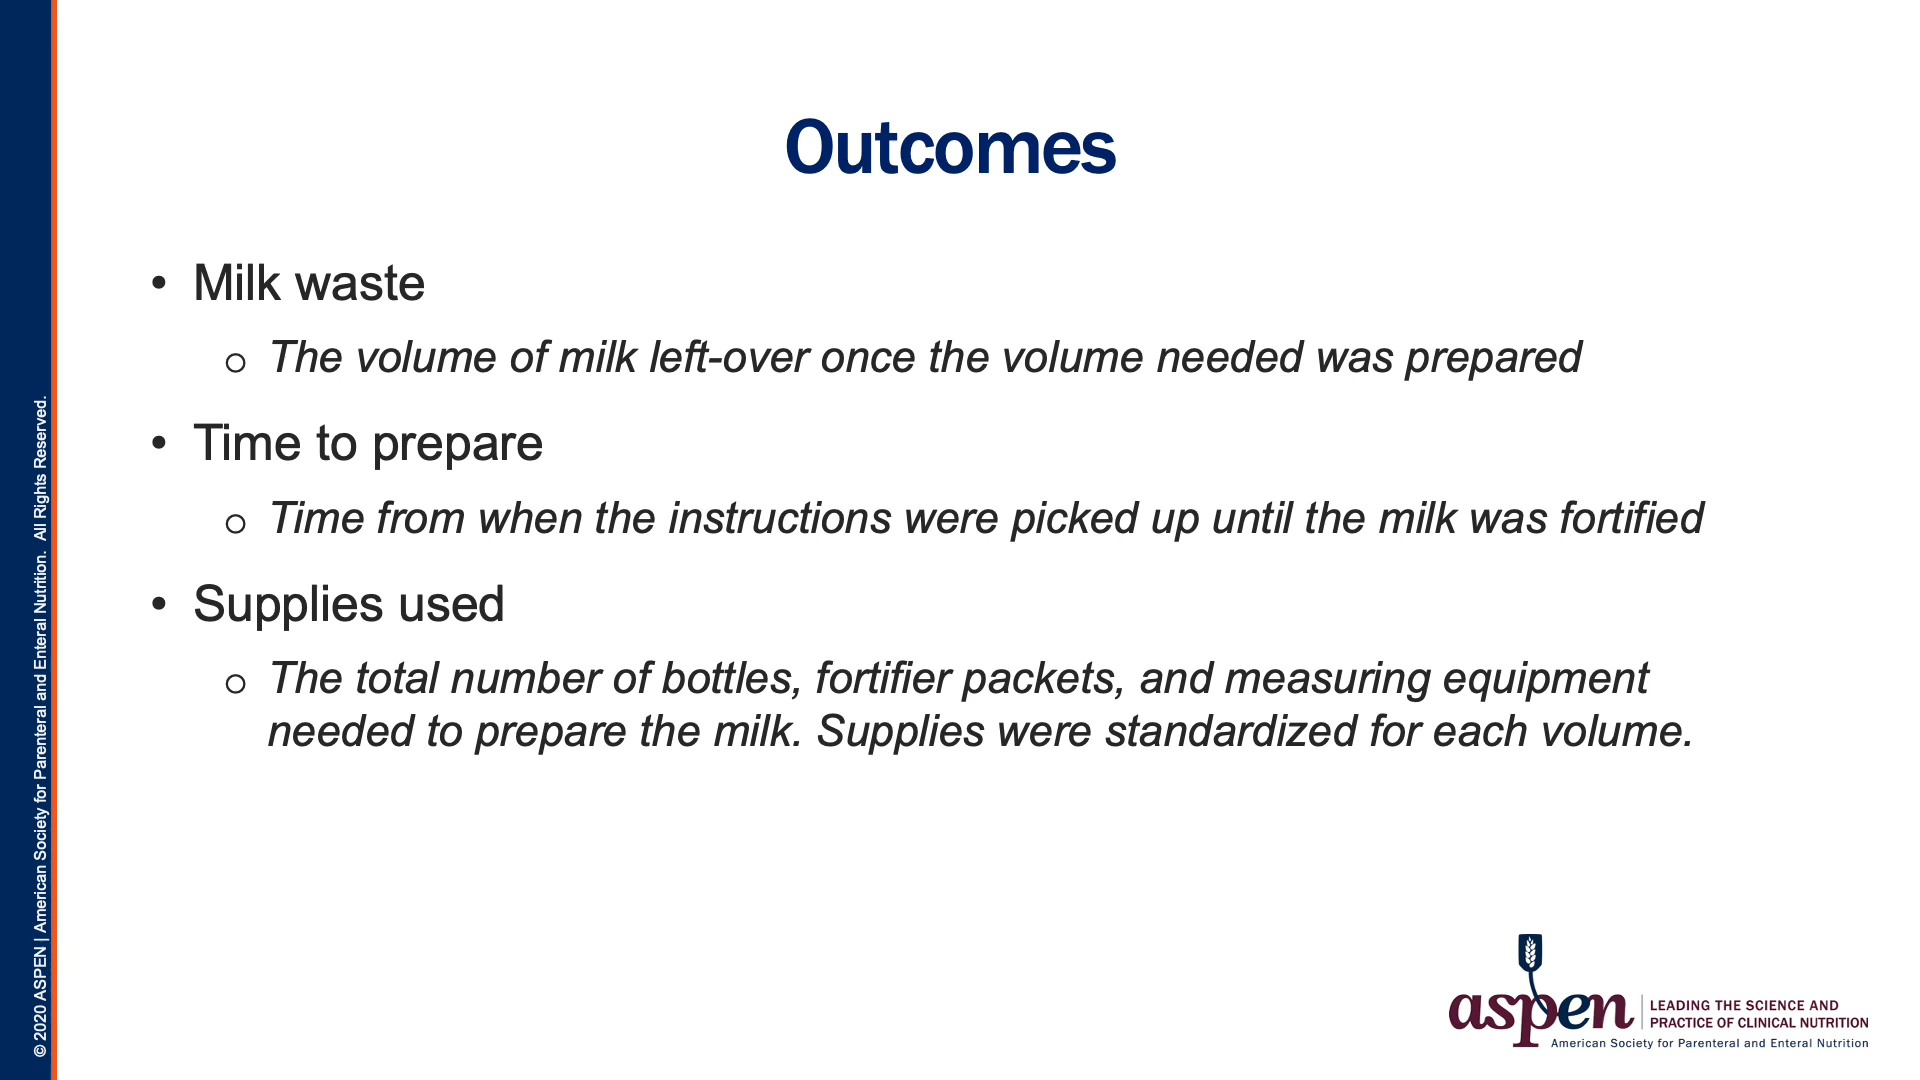 Outcomes
• Milk waste
o The volume of milk left-over once the volume needed was prepared
• Time to prepare
o Time from when the instructions were picked up until the milk was fortified
• Supplies used
o The total number of bottles, fortifier packets, and measuring equipment
needed to prepare the milk. Supplies were standardized for each volume.
© 2020 ASPEN | American Society for Parenteral and Enteral Nutrition. All Rights Reserved.
aspen
LEADING THE SCIENCE AND
PRACTICE OF CLINICAL NUTRITION
American Society for Parenteral and Enteral Nutrition